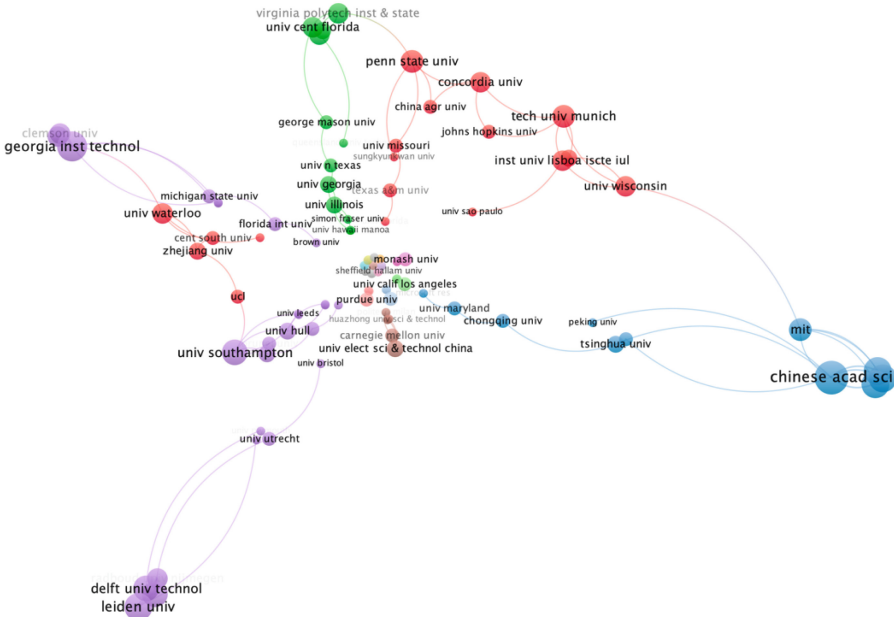 virginia polytech inst & state
univ cent florida
penn state univ
concordia univ
china agr univ
tech univ munich
george mason univ
johns hopkins univ
clemson univ
georgia inst technol
univ missouri
sungkyunkwan univ
inst univ lisboa iscte iul
univ n texas
univ georgia
texas a&m univ
univ wisconsin
michigan state univ
univ illinois
univ waterloo
simon fraser univ
univ sao paulo
florida int univ
univ hawaii manoa
cent south univ
brown univ
zhejiang univ
monash univ
sheffield hallam univ
univ calif los angeles
ucl
purdue univ
univ maryland
univ leeds
huazhong univ sci & technol
chongqing univ
peking univ
mit
univ hull
carnegie mellon univ
tsinghua univ
univ southampton
univ elect sci & technol china
univ bristol
chinese acad sci
univ utrecht
delft univ technol
leiden univ